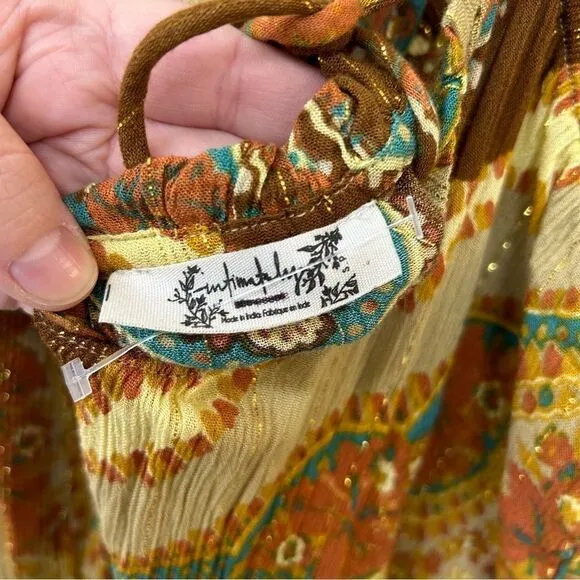 intimately
Made in India Fabriqué en Inde